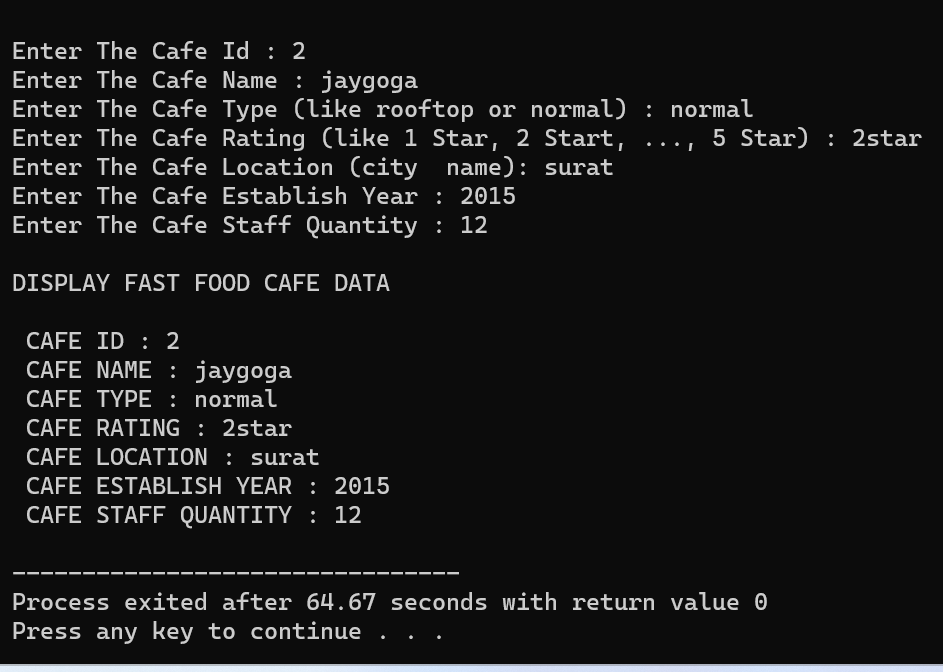 Enter The Cafe Id : 2
Enter The Cafe Name : jaygoga
Enter The Cafe Type (like rooftop or normal) : normal
Enter The Cafe Rating (like 1 Star, 2 Start, ..., 5 Star) : 2star
Enter The Cafe Location (city  name): surat
Enter The Cafe Establish Year : 2015
Enter The Cafe Staff Quantity : 12
DISPLAY FAST FOOD CAFE DATA
CAFE ID : 2
CAFE NAME : jaygoga
CAFE TYPE : normal
CAFE RATING : 2star
CAFE LOCATION : surat
CAFE ESTABLISH YEAR : 2015
CAFE STAFF QUANTITY : 12
--------------------------------
Process exited after 64.67 seconds with return value 0
Press any key to continue . . .